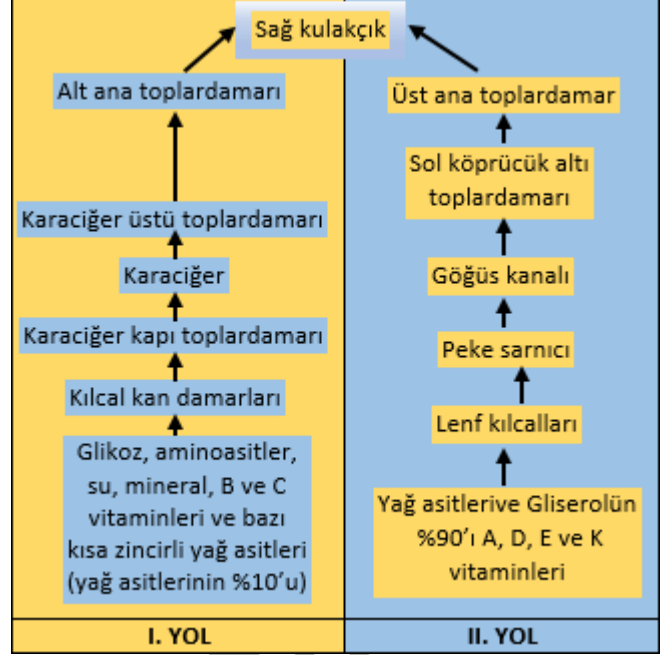 Sağ kulakçık
Alt ana toplardamarı
Karaciğer üstü toplardamarı
Karaciğer
Karaciğer kapı toplardamarı
Kılcal kan damarları
Glikoz, aminoasitler,
su, mineral, B ve C
vitaminleri ve bazı
kısa zincirli yağ asitleri
(yağ asitlerinin %10’u)
I. YOL
Üst ana toplardamar
Sol köprücük altı
toplardamarı
Göğüs kanalı
Peke sarnıcı
Lenf kılcalları
Yağ asitlerive Gliserolün
%90’ı A, D, E ve K
vitaminleri
II. YOL